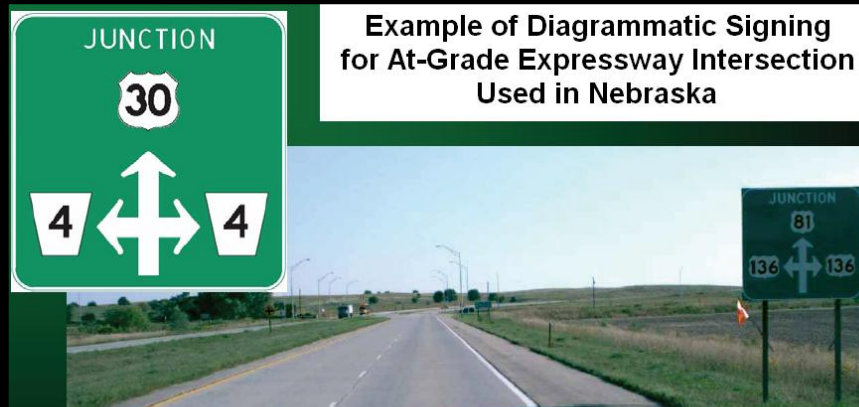 JUNCTION
30
4 4
Example of Diagrammatic Signing
for At-Grade Expressway Intersection
Used in Nebraska
JUNCTION
81
136 136